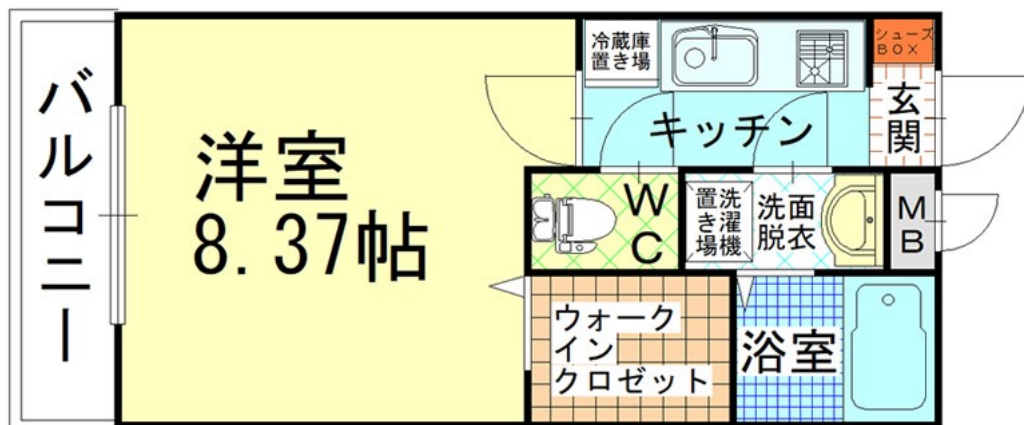 バルコニー
洋室
8.37帖
冷蔵庫
置き場
シューズ
BOX
キッチン
玄関
WC
洗濯機
置き場
洗面
脱衣
MB
ウォーク
イン
クロゼット
浴室